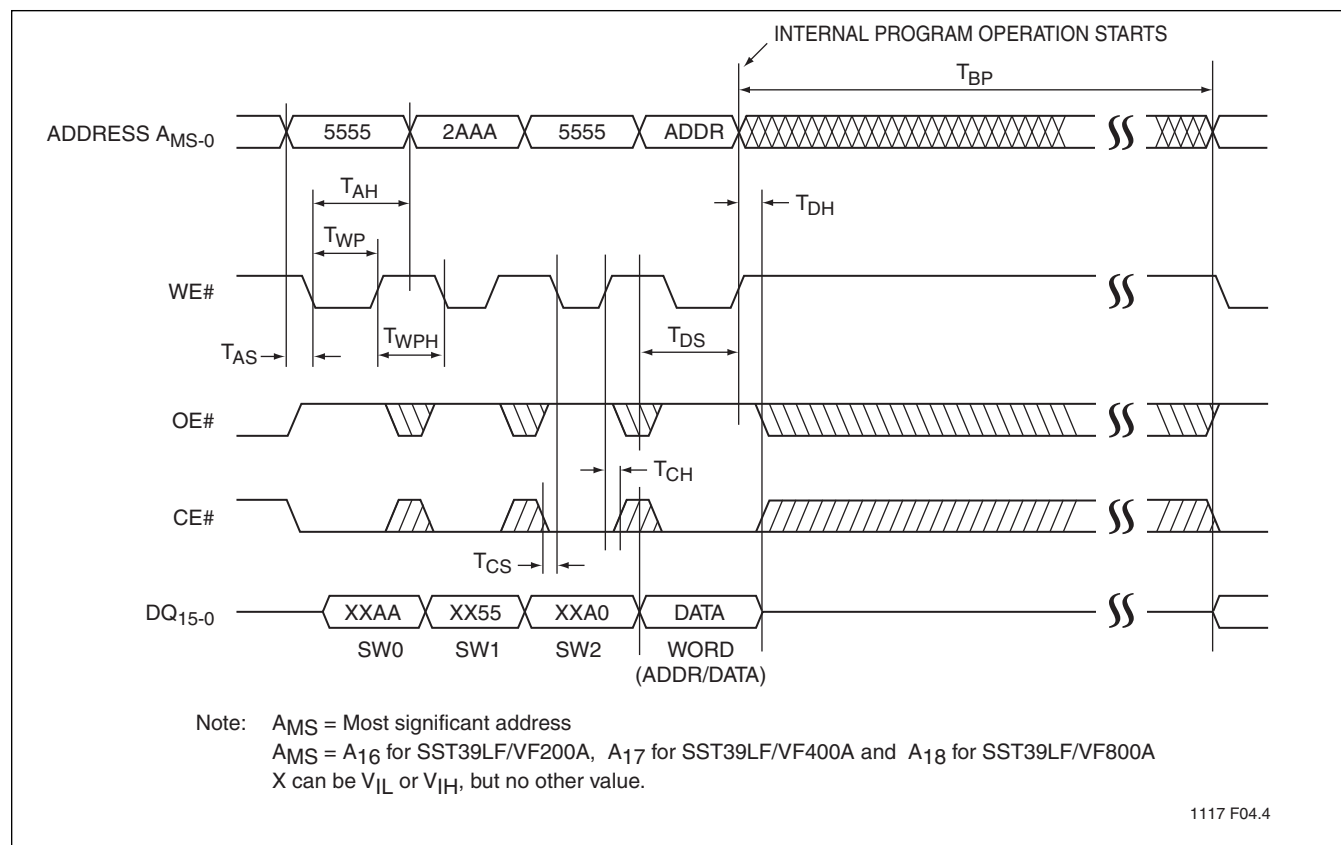 INTERNAL PROGRAM OPERATION STARTS
TBP
ADDRESS AMS-0
5555
2AAA
5555
ADDR
TAH
TDH
TWP
WE#
TWPH
TDS
TAS
OE#
TCH
CE#
TCS
DQ15-0
XXAA
XX55
XXA0
DATA
SW0
SW1
SW2
WORD
(ADDR/DATA)
Note: AMS = Most significant address
AMS = A16 for SST39LF/VF200A, A17 for SST39LF/VF400A and A18 for SST39LF/VF800A
X can be VIL or VIH, but no other value.
1117 F04.4